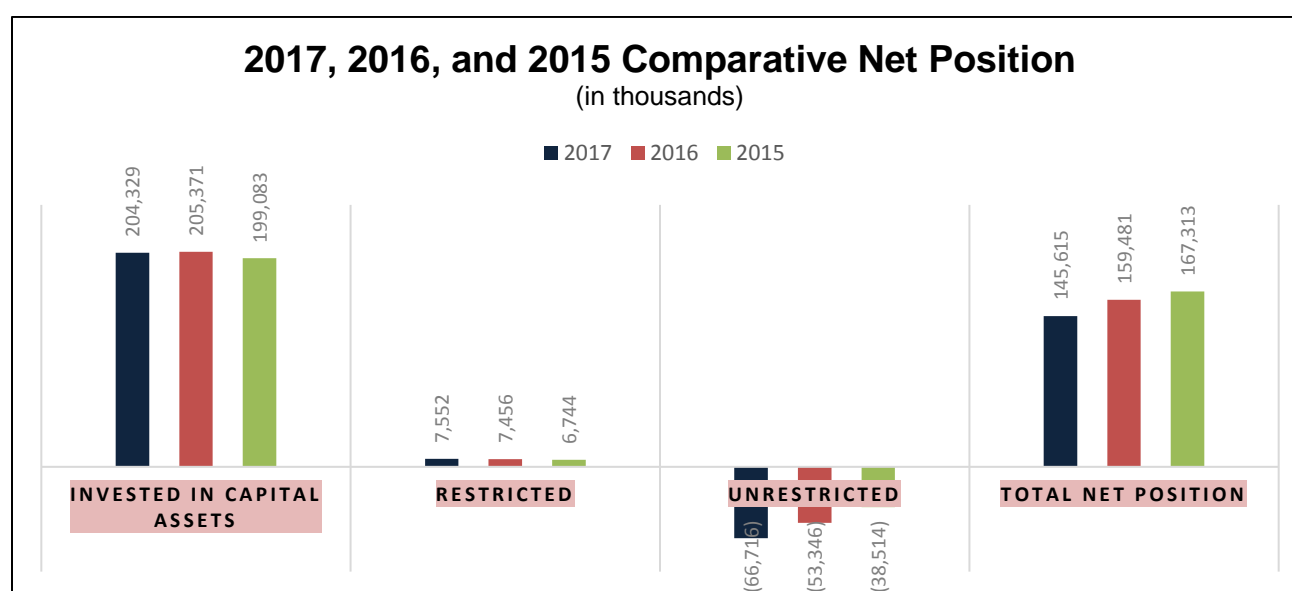 2017, 2016, and 2015 Comparative Net Position
(in thousands)
2017 2016 2015
204,329
205,371
199,083
7,552
7,456
6,744
145,615
159,481
167,313
INVESTED IN CAPITAL
ASSETS
RESTRICTED
UNRESTRICTED
TOTAL NET POSITION
(66,716)
(53,346)
(38,514)